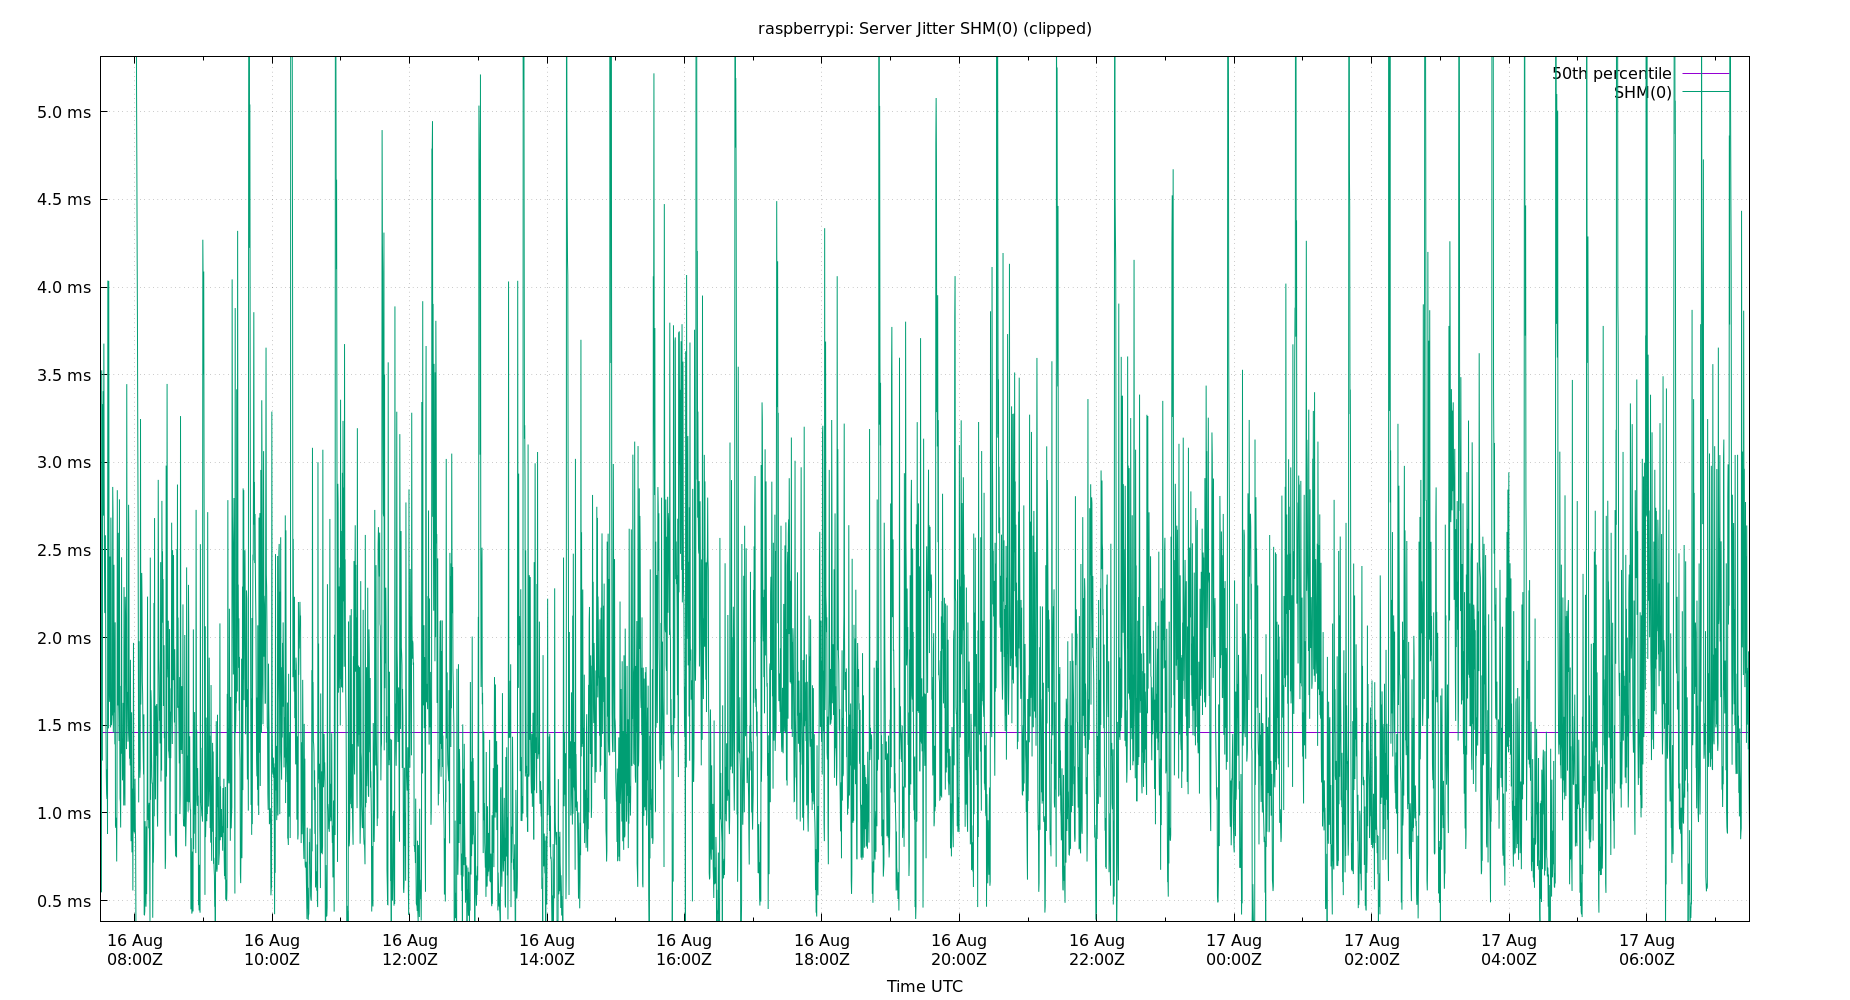 raspberrypi: Server Jitter SHM(0) (clipped)
50th percentile
SHM(0)
5.0 ms
4.5 ms
4.0 ms
3.5 ms
3.0 ms
2.5 ms
2.0 ms
1.5 ms
1.0 ms
0.5 ms
16 Aug 16 Aug 16 Aug 16 Aug 16 Aug 16 Aug 16 Aug 16 Aug 17 Aug 17 Aug 17 Aug 17 Aug
08:00Z 10:00Z 12:00Z 14:00Z 16:00Z 18:00Z 20:00Z 22:00Z 00:00Z 02:00Z 04:00Z 06:00Z
Time UTC